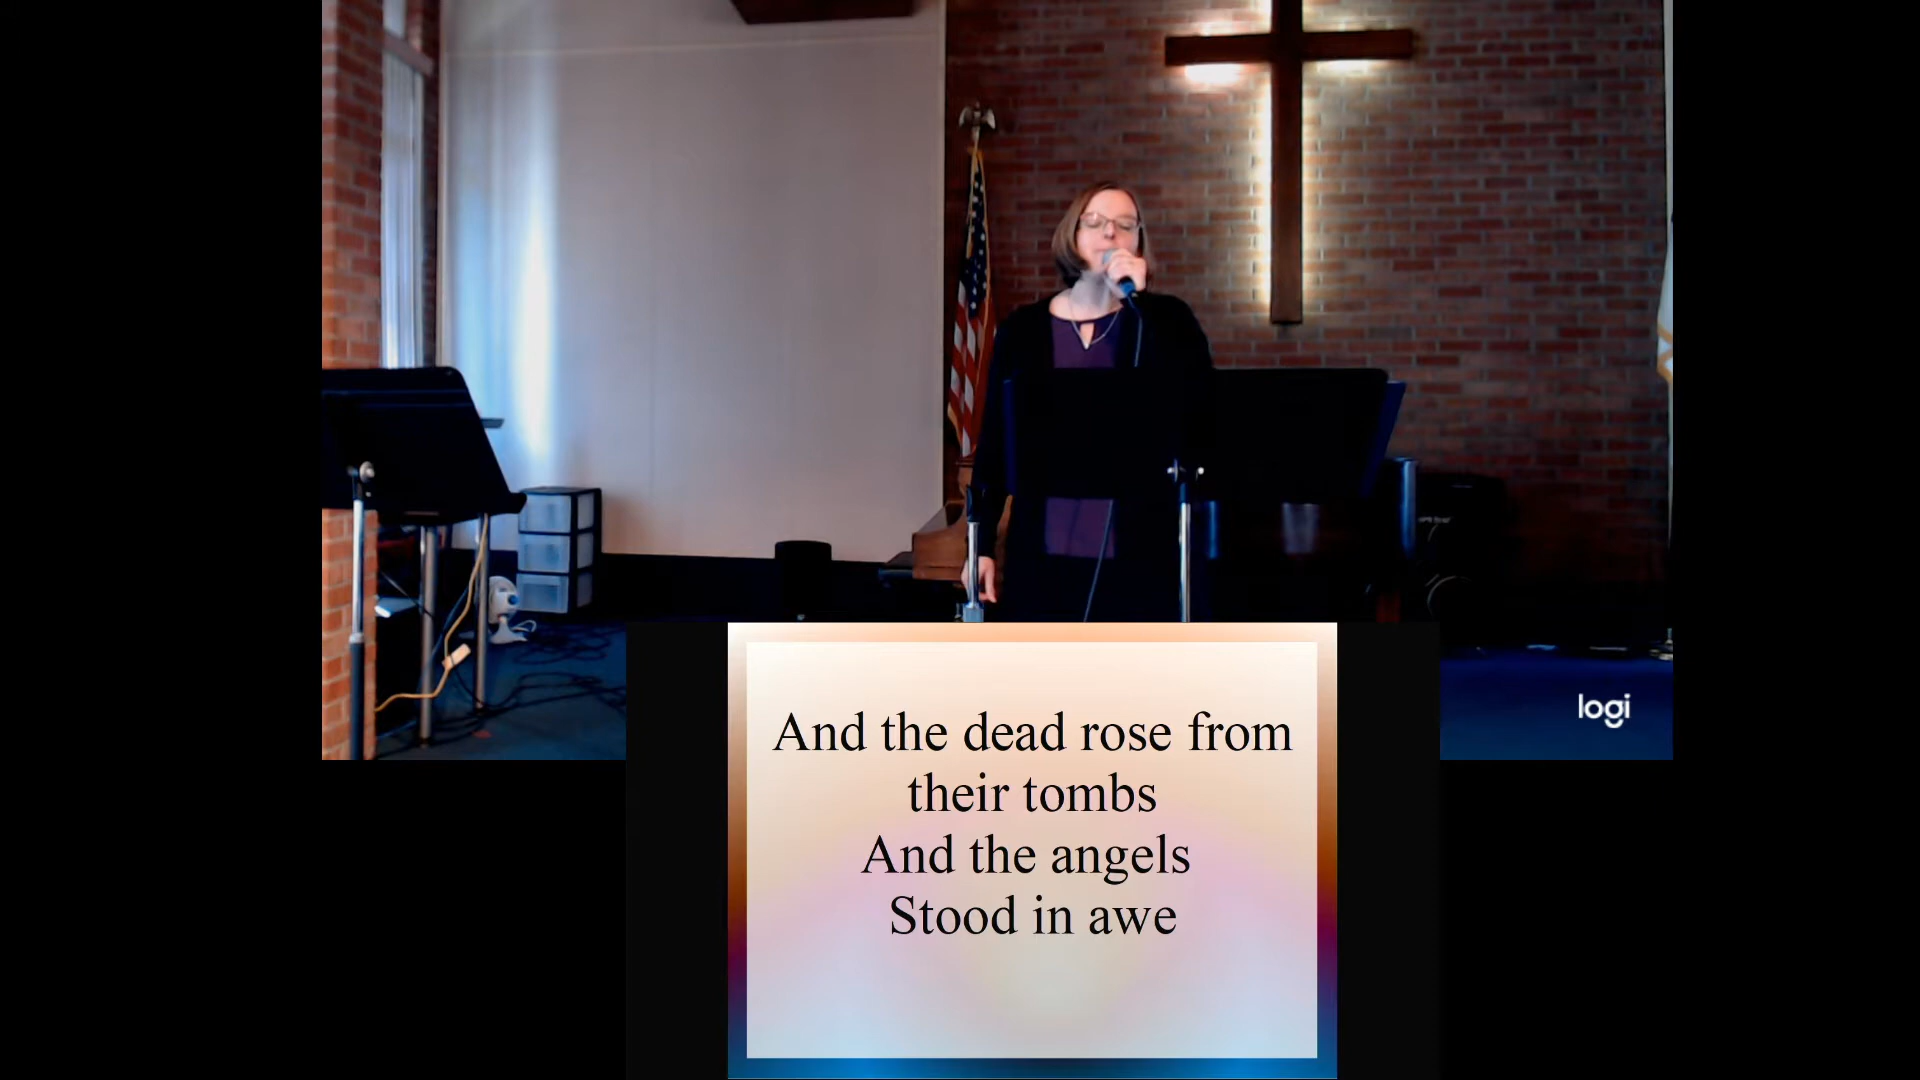 logi
And the dead rose from
their tombs
And the angels
Stood in awe